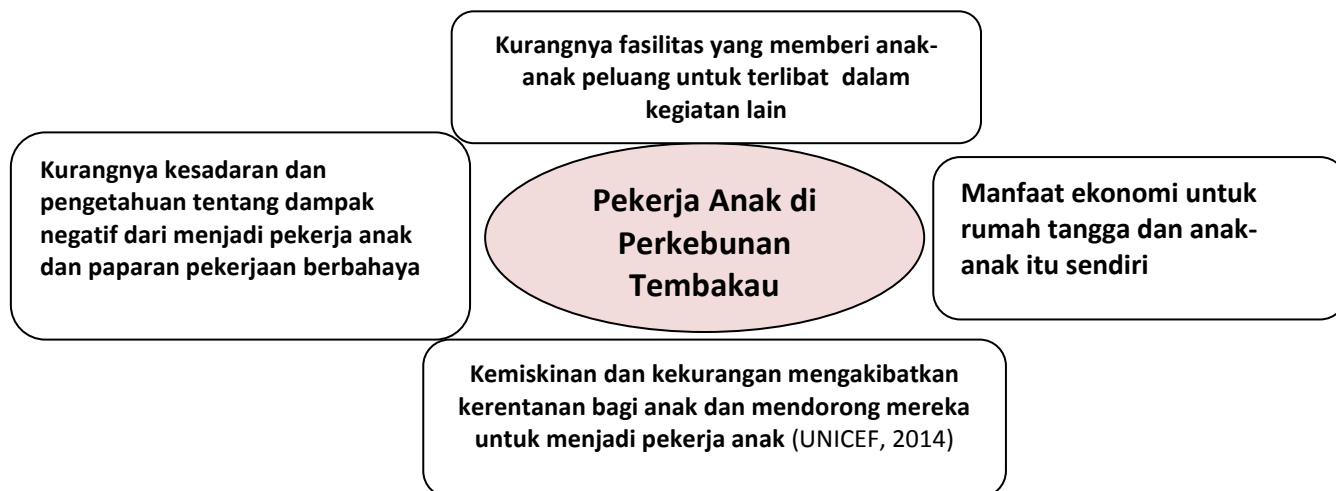 Kurangnya fasilitas yang memberi anak-
anak peluang untuk terlibat dalam
kegiatan lain
Kurangnya kesadaran dan
pengetahuan tentang dampak
negatif dari menjadi pekerja anak
dan paparan pekerjaan berbahaya
Pekerja Anak di
Perkebunan
Tembakau
Manfaat ekonomi untuk
rumah tangga dan anak-
anak itu sendiri
Kemiskinan dan kekurangan mengakibatkan
kerentanan bagi anak dan mendorong mereka
untuk menjadi pekerja anak (UNICEF, 2014)